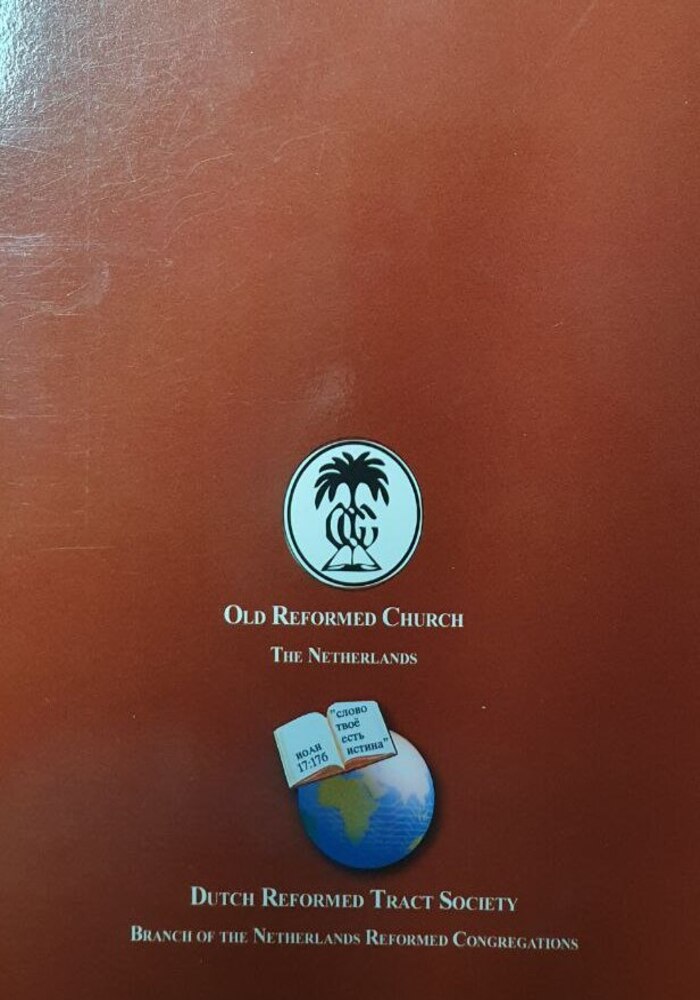 OLD REFORMED CHURCH
THE NETHERLANDS
ИОАН
17:17б
"СЛОВО
ТВОЁ
ЕСТЬ
ИСТИНА"
DUTCH REFORMED TRACT SOCIETY
BRANCH OF THE NETHERLANDS REFORMED CONGREGATIONS